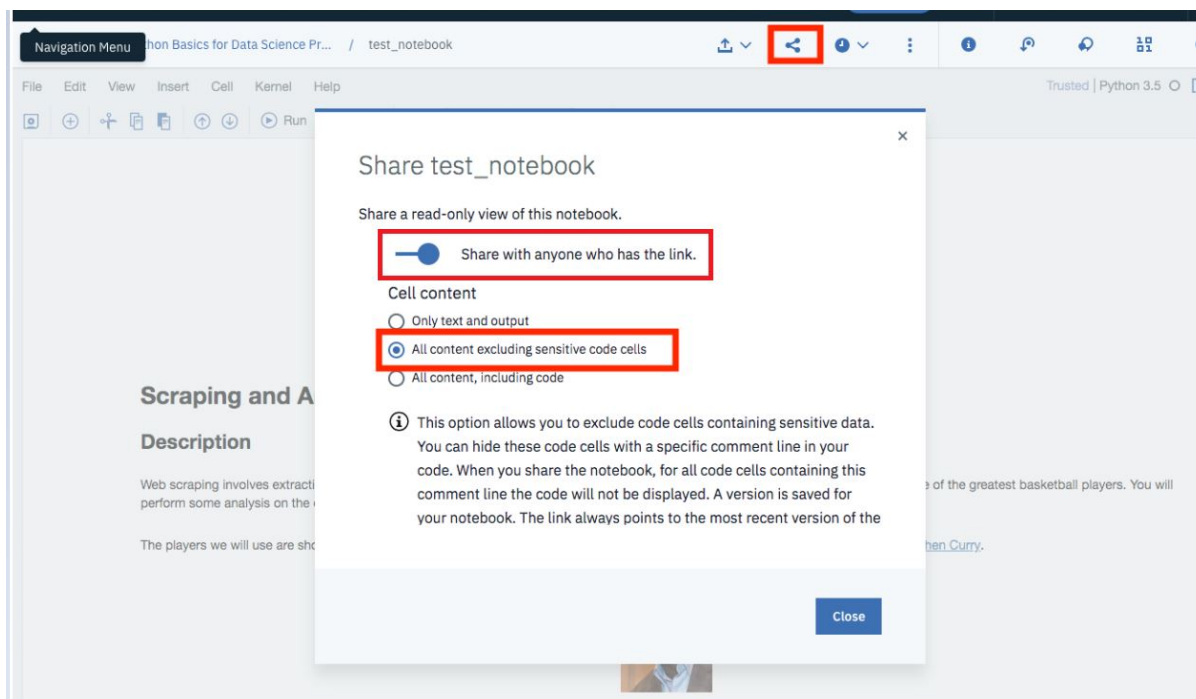 Navigation Menu
hon Basics for Data Science Pr... / test_notebook
File Edit View Insert Cell Kernel Help
Trusted | Python 3.5
Run
Share test_notebook
Share a read-only view of this notebook.
Share with anyone who has the link.
Cell content
Only text and output
All content excluding sensitive code cells
All content, including code
This option allows you to exclude code cells containing sensitive data.
You can hide these code cells with a specific comment line in your
code. When you share the notebook, for all code cells containing this
comment line the code will not be displayed. A version is saved for
your notebook. The link always points to the most recent version of the
Close
Scraping and A
Description
Web scraping involves extracti
of the greatest basketball players. You will
perform some analysis on the
The players we will use are sho
hen Curry.